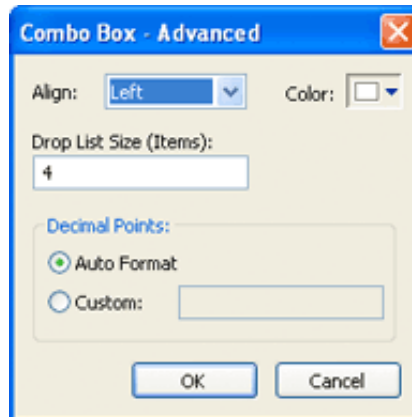 Combo Box - Advanced
Align: Left Color:
Drop List Size (Items):
4
Decimal Points:
Auto Format
Custom:
OK Cancel